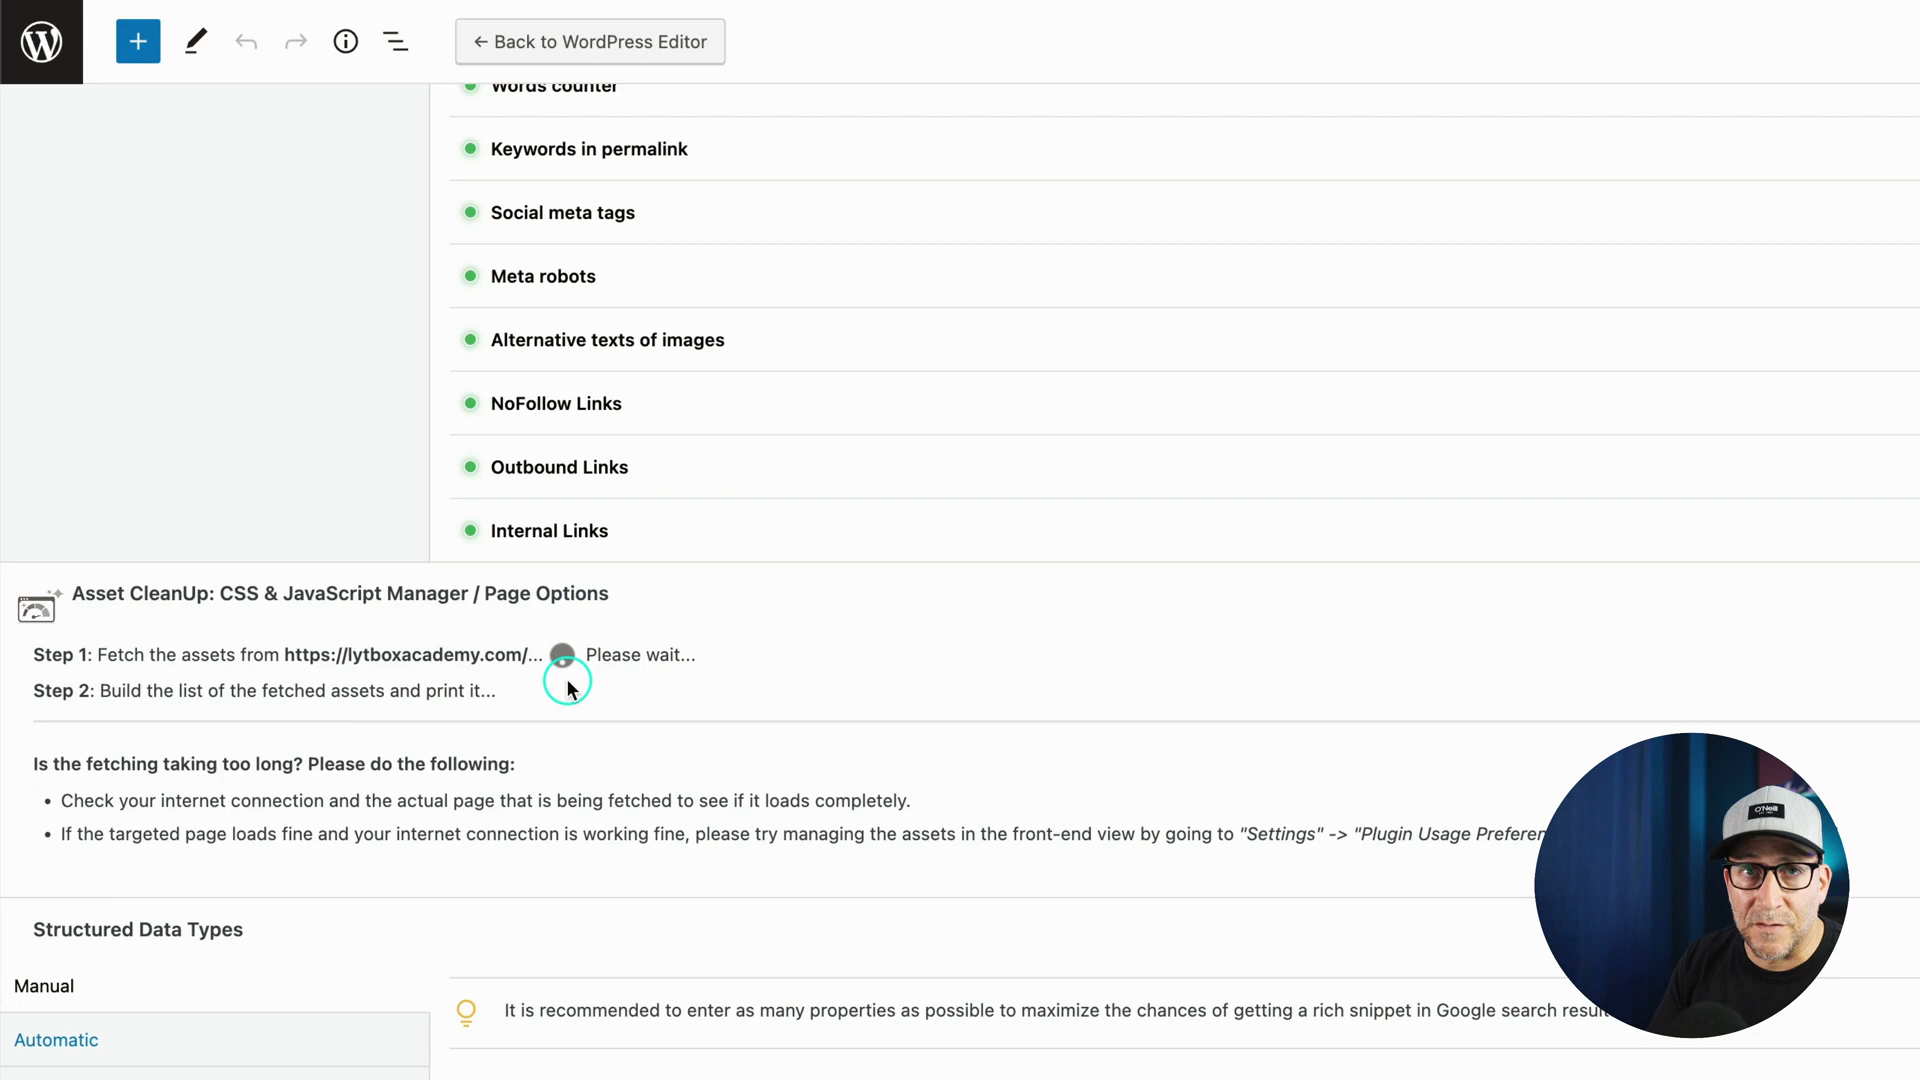 ← Back to WordPress Editor
Words counter
Keywords in permalink
Social meta tags
Meta robots
Alternative texts of images
NoFollow Links
Outbound Links
Internal Links
Asset CleanUp: CSS & JavaScript Manager / Page Options
Step 1: Fetch the assets from https://lytboxacademy.com/... Please wait...
Step 2: Build the list of the fetched assets and print it...
Is the fetching taking too long? Please do the following:
• Check your internet connection and the actual page that is being fetched to see if it loads completely.
• If the targeted page loads fine and your internet connection is working fine, please try managing the assets in the front-end view by going to "Settings" -> "Plugin Usage
O'Neill
Structured Data Types
Manual
It is recommended to enter as many properties as possible to maximize the chances of getting a rich snippet in Google search
Automatic